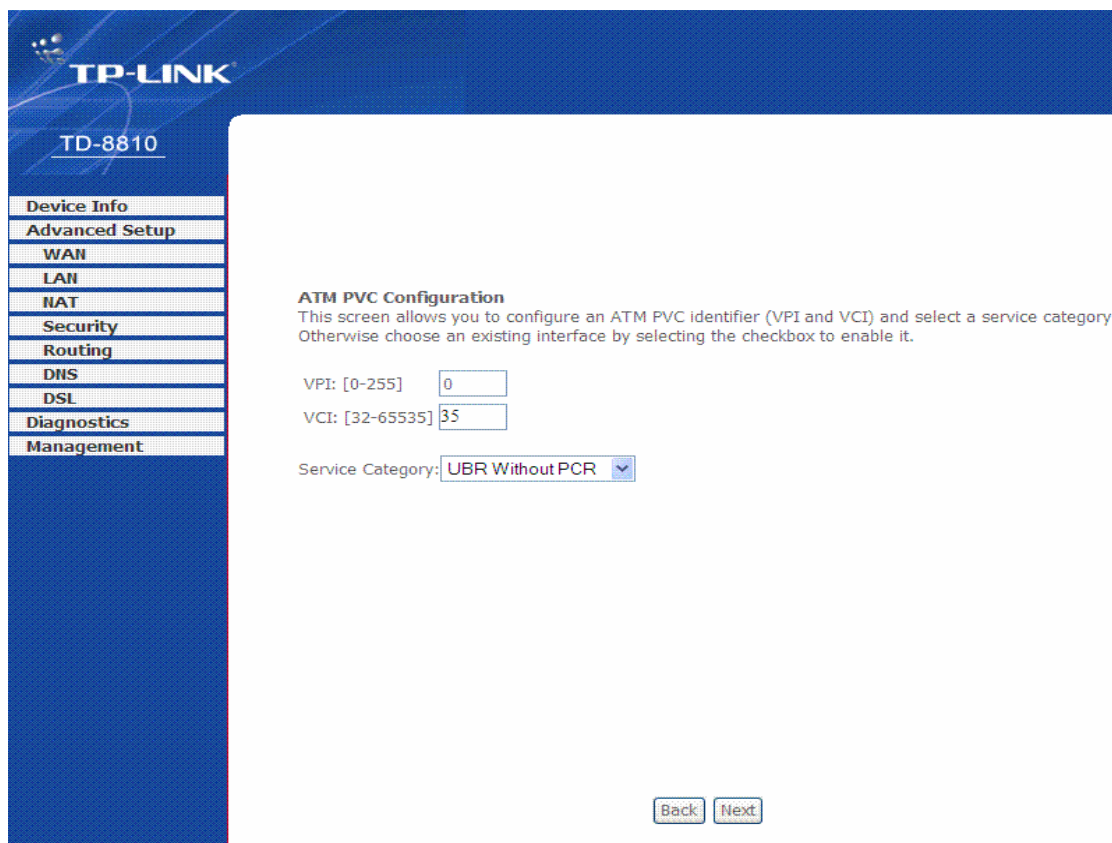 TP-LINK
TD-8810
Device Info
Advanced Setup
WAN
LAN
NAT
Security
Routing
DNS
DSL
Diagnostics
Management
ATM PVC Configuration
This screen allows you to configure an ATM PVC identifier (VPI and VCI) and select a service category
Otherwise choose an existing interface by selecting the checkbox to enable it.
VPI: [0-255] 0
VCI: [32-65535] 35
Service Category: UBR Without PCR
Back Next